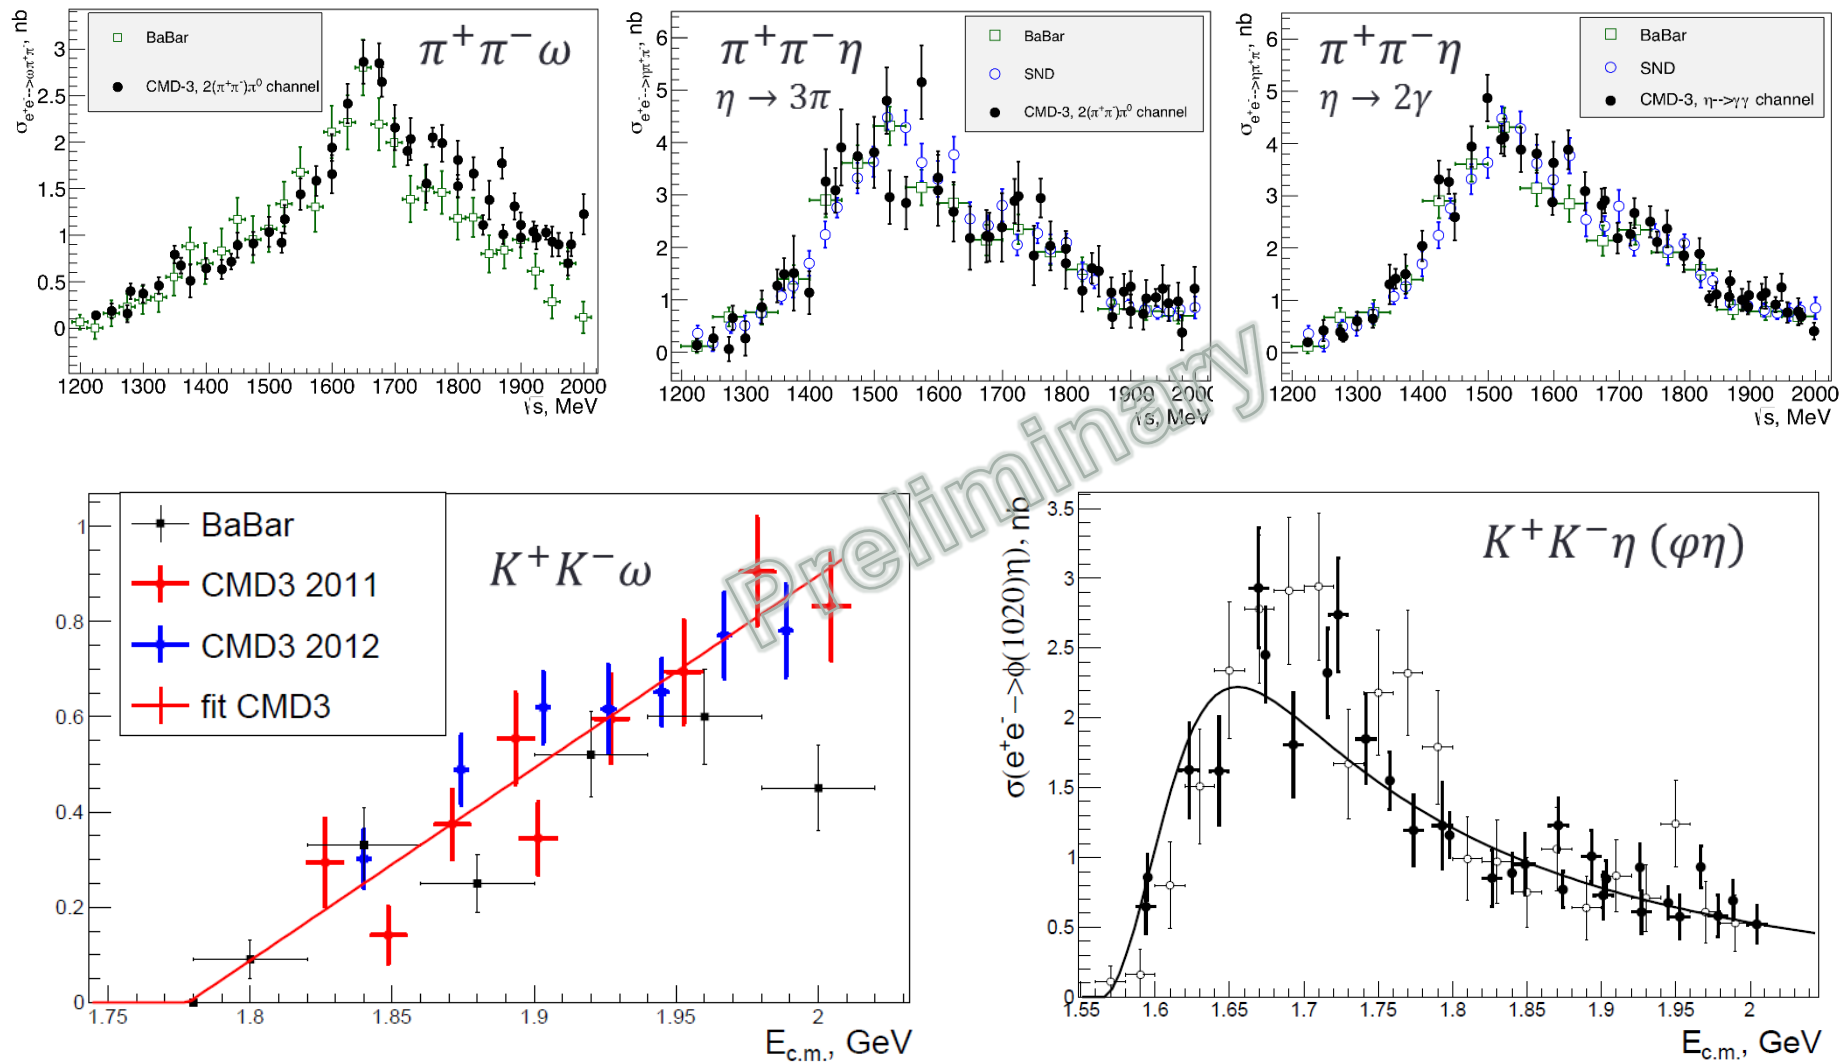 σ e⁺e⁻-->ωπ⁺π⁻, nb
BaBar
CMD-3, 2(π⁺π⁻)π⁰ channel
π⁺π⁻ω
3
2.5
2
1.5
1
0.5
0
1200 1300 1400 1500 1600 1700 1800 1900 2000
√s, MeV
σ e⁺e⁻-->ηπ⁺π⁻, nb
π⁺π⁻η
η → 3π
BaBar
SND
CMD-3, 2(π⁺π⁻)π⁰ channel
6
5
4
3
2
1
0
1200 1300 1400 1500 1600 1700 1800 1900 2000
√s, MeV
σ e⁺e⁻-->ηπ⁺π⁻, nb
π⁺π⁻η
η → 2γ
BaBar
SND
CMD-3, η-->γγ channel
6
5
4
3
2
1
0
1200 1300 1400 1500 1600 1700 1800 1900 2000
√s, MeV
Preliminary
BaBar
CMD3 2011
CMD3 2012
fit CMD3
K⁺K⁻ω
1
0.8
0.6
0.4
0.2
0
1.75 1.8 1.85 1.9 1.95 2
E c.m., GeV
σ(e⁺e⁻->ϕ(1020)η), nb
K⁺K⁻η (φη)
3.5
3
2.5
2
1.5
1
0.5
0
1.55 1.6 1.65 1.7 1.75 1.8 1.85 1.9 1.95 2
E c.m., GeV